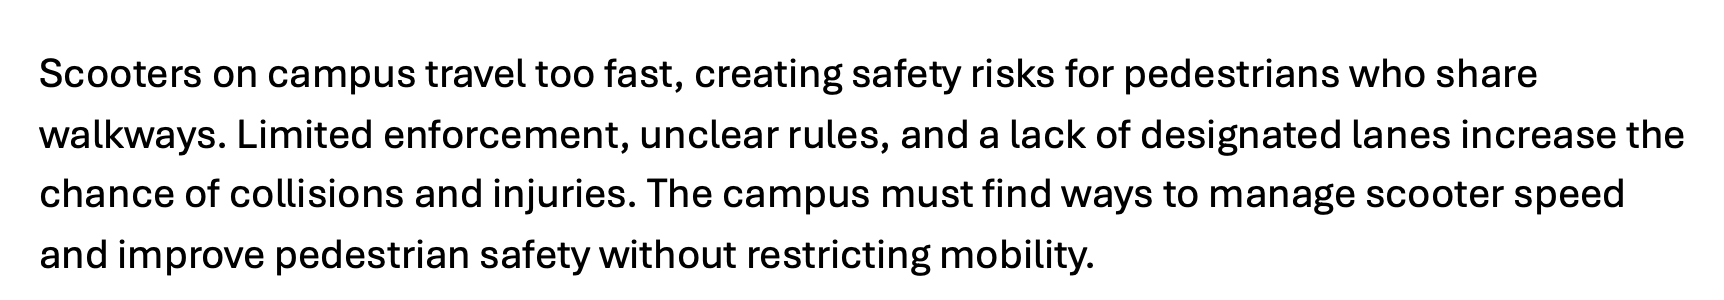 Scooters on campus travel too fast, creating safety risks for pedestrians who share
walkways. Limited enforcement, unclear rules, and a lack of designated lanes increase the
chance of collisions and injuries. The campus must find ways to manage scooter speed
and improve pedestrian safety without restricting mobility.